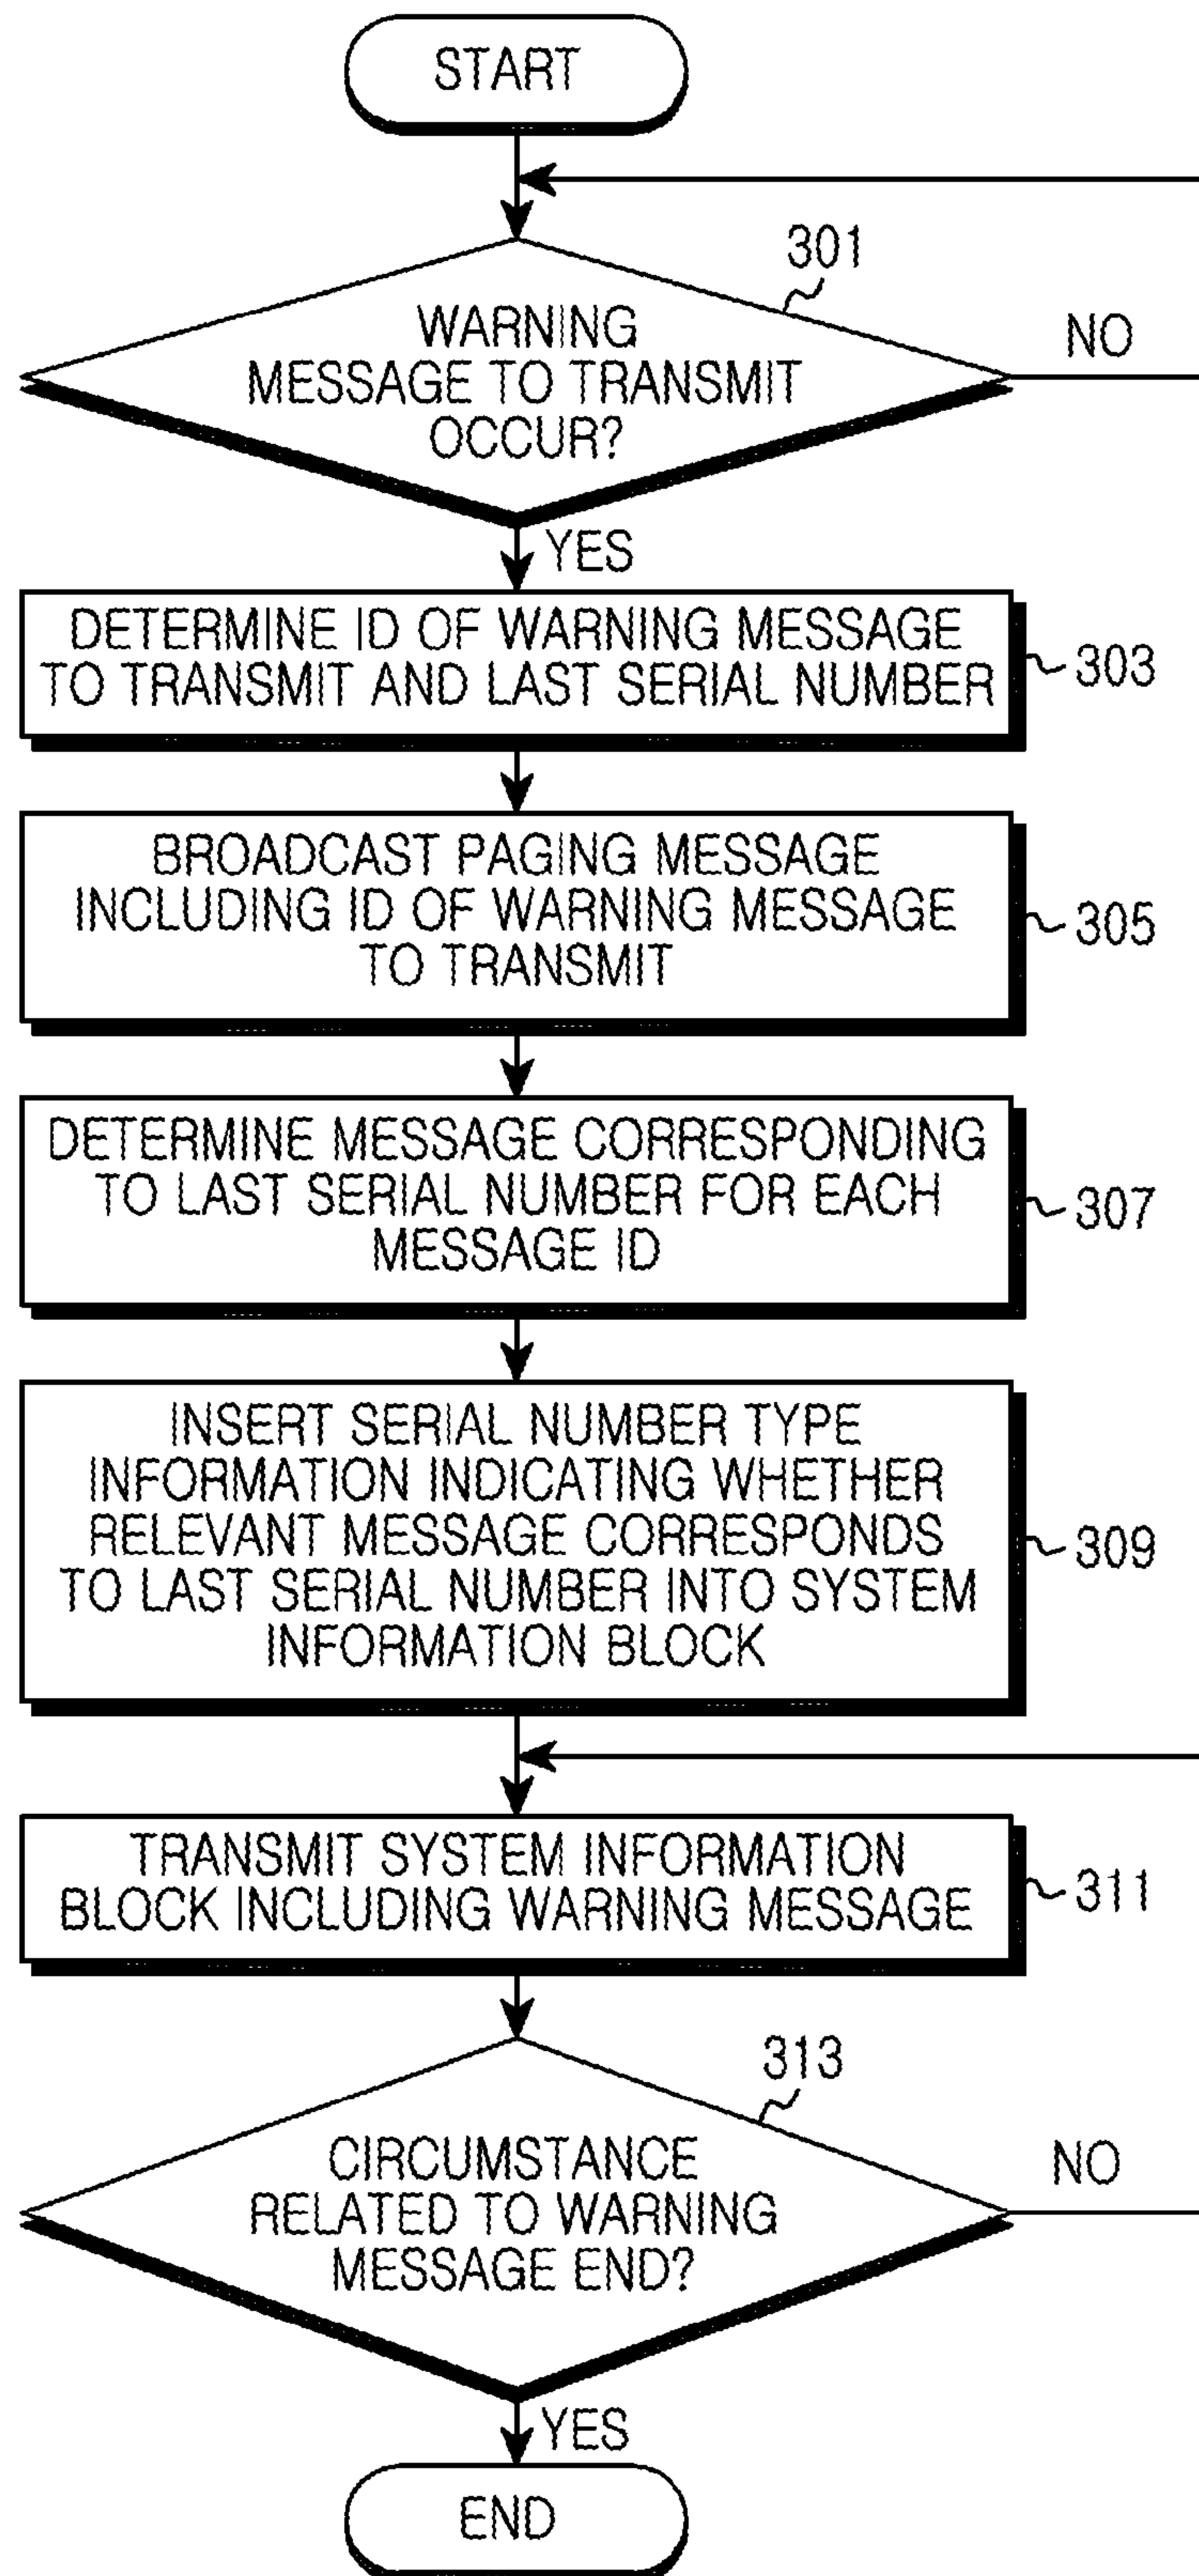 START
301
WARNING
MESSAGE TO TRANSMIT
OCCUR?
NO
YES
DETERMINE ID OF WARNING MESSAGE
TO TRANSMIT AND LAST SERIAL NUMBER
303
BROADCAST PAGING MESSAGE
INCLUDING ID OF WARNING MESSAGE
TO TRANSMIT
305
DETERMINE MESSAGE CORRESPONDING
TO LAST SERIAL NUMBER FOR EACH
MESSAGE ID
307
INSERT SERIAL NUMBER TYPE
INFORMATION INDICATING WHETHER
RELEVANT MESSAGE CORRESPONDS
TO LAST SERIAL NUMBER INTO SYSTEM
INFORMATION BLOCK
309
TRANSMIT SYSTEM INFORMATION
BLOCK INCLUDING WARNING MESSAGE
311
313
CIRCUMSTANCE
RELATED TO WARNING
MESSAGE END?
NO
YES
END